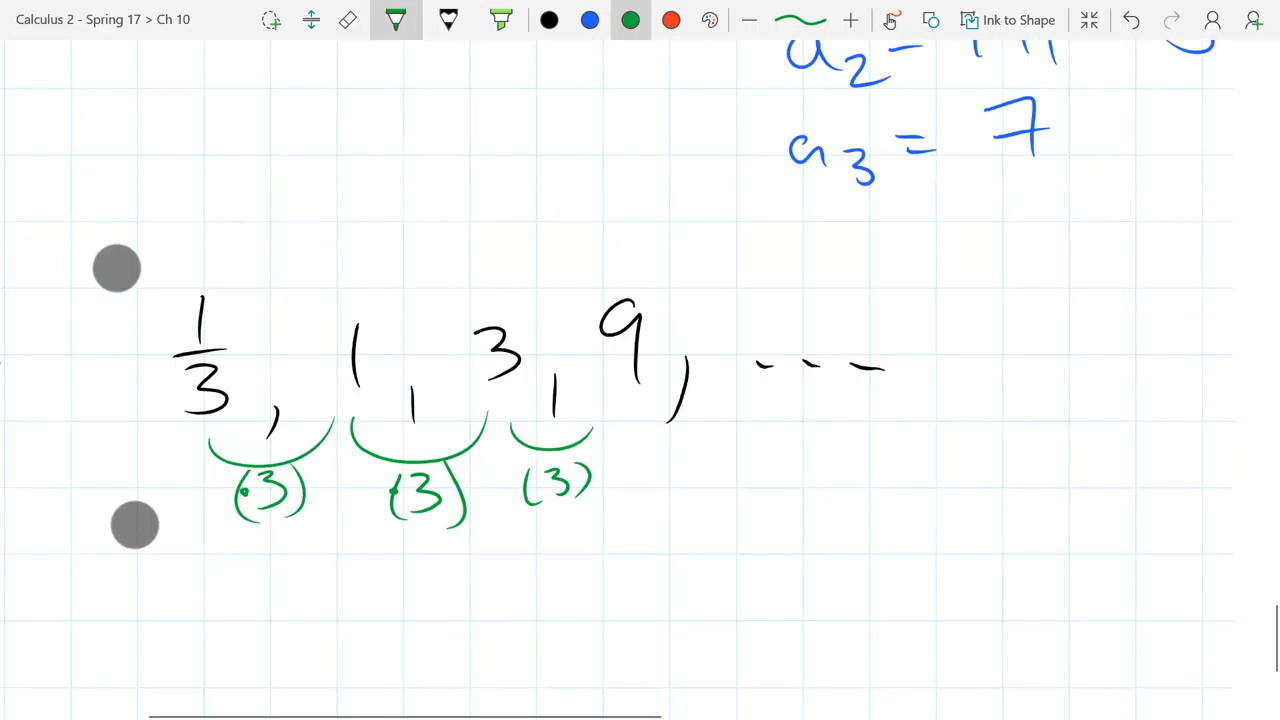 Calculus 2 - Spring 17 > Ch 10
Ink to Shape
a₂ =
a₃ = 7
1/3, 1, 3, 9, ...
(·3) (·3) (3)